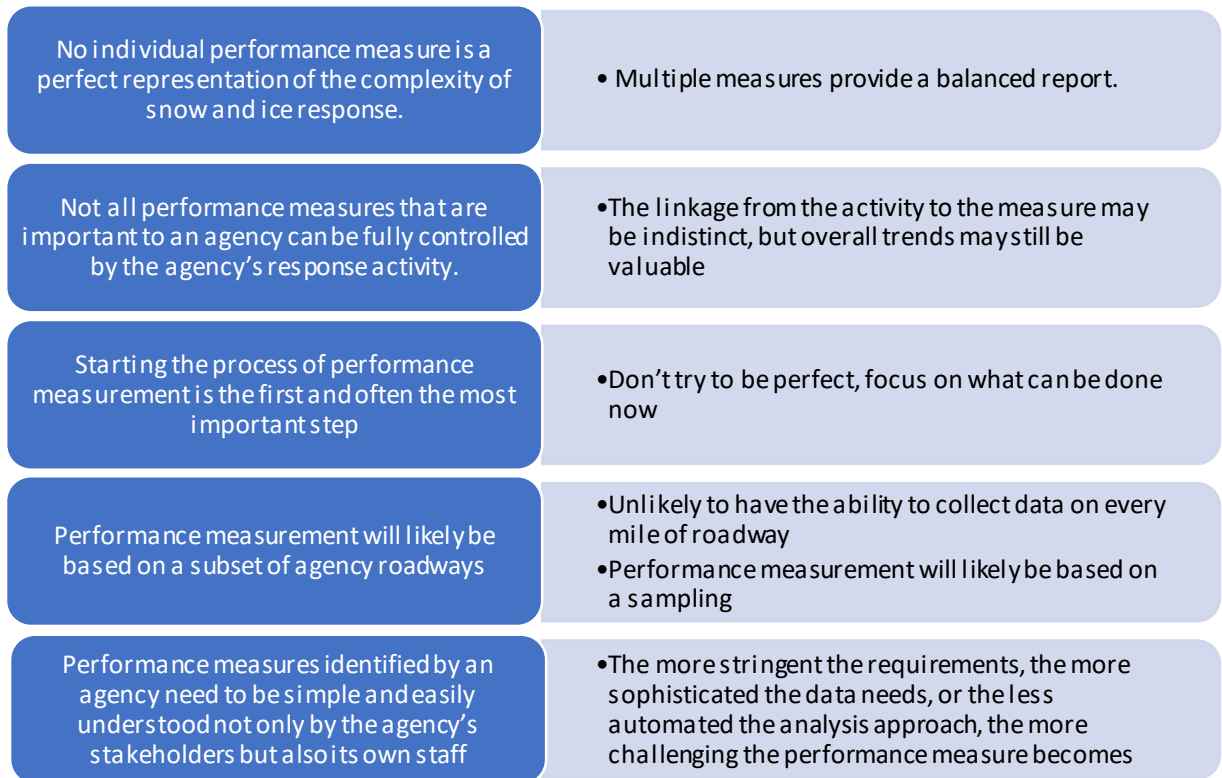 No individual performance measure is a
perfect representation of the complexity of
snow and ice response.
• Multiple measures provide a balanced report.
Not all performance measures that are
important to an agency can be fully controlled
by the agency’s response activity.
•The linkage from the activity to the measure may
be indistinct, but overall trends may still be
valuable
Starting the process of performance
measurement is the first and often the most
important step
•Don’t try to be perfect, focus on what can be done
now
Performance measurement will likely be
based on a subset of agency roadways
•Unlikely to have the ability to collect data on every
mile of roadway
•Performance measurement will likely be based on
a sampling
Performance measures identified by an
agency need to be simple and easily
understood not only by the agency’s
stakeholders but also its own staff
•The more stringent the requirements, the more
sophisticated the data needs, or the less
automated the analysis approach, the more
challenging the performance measure becomes